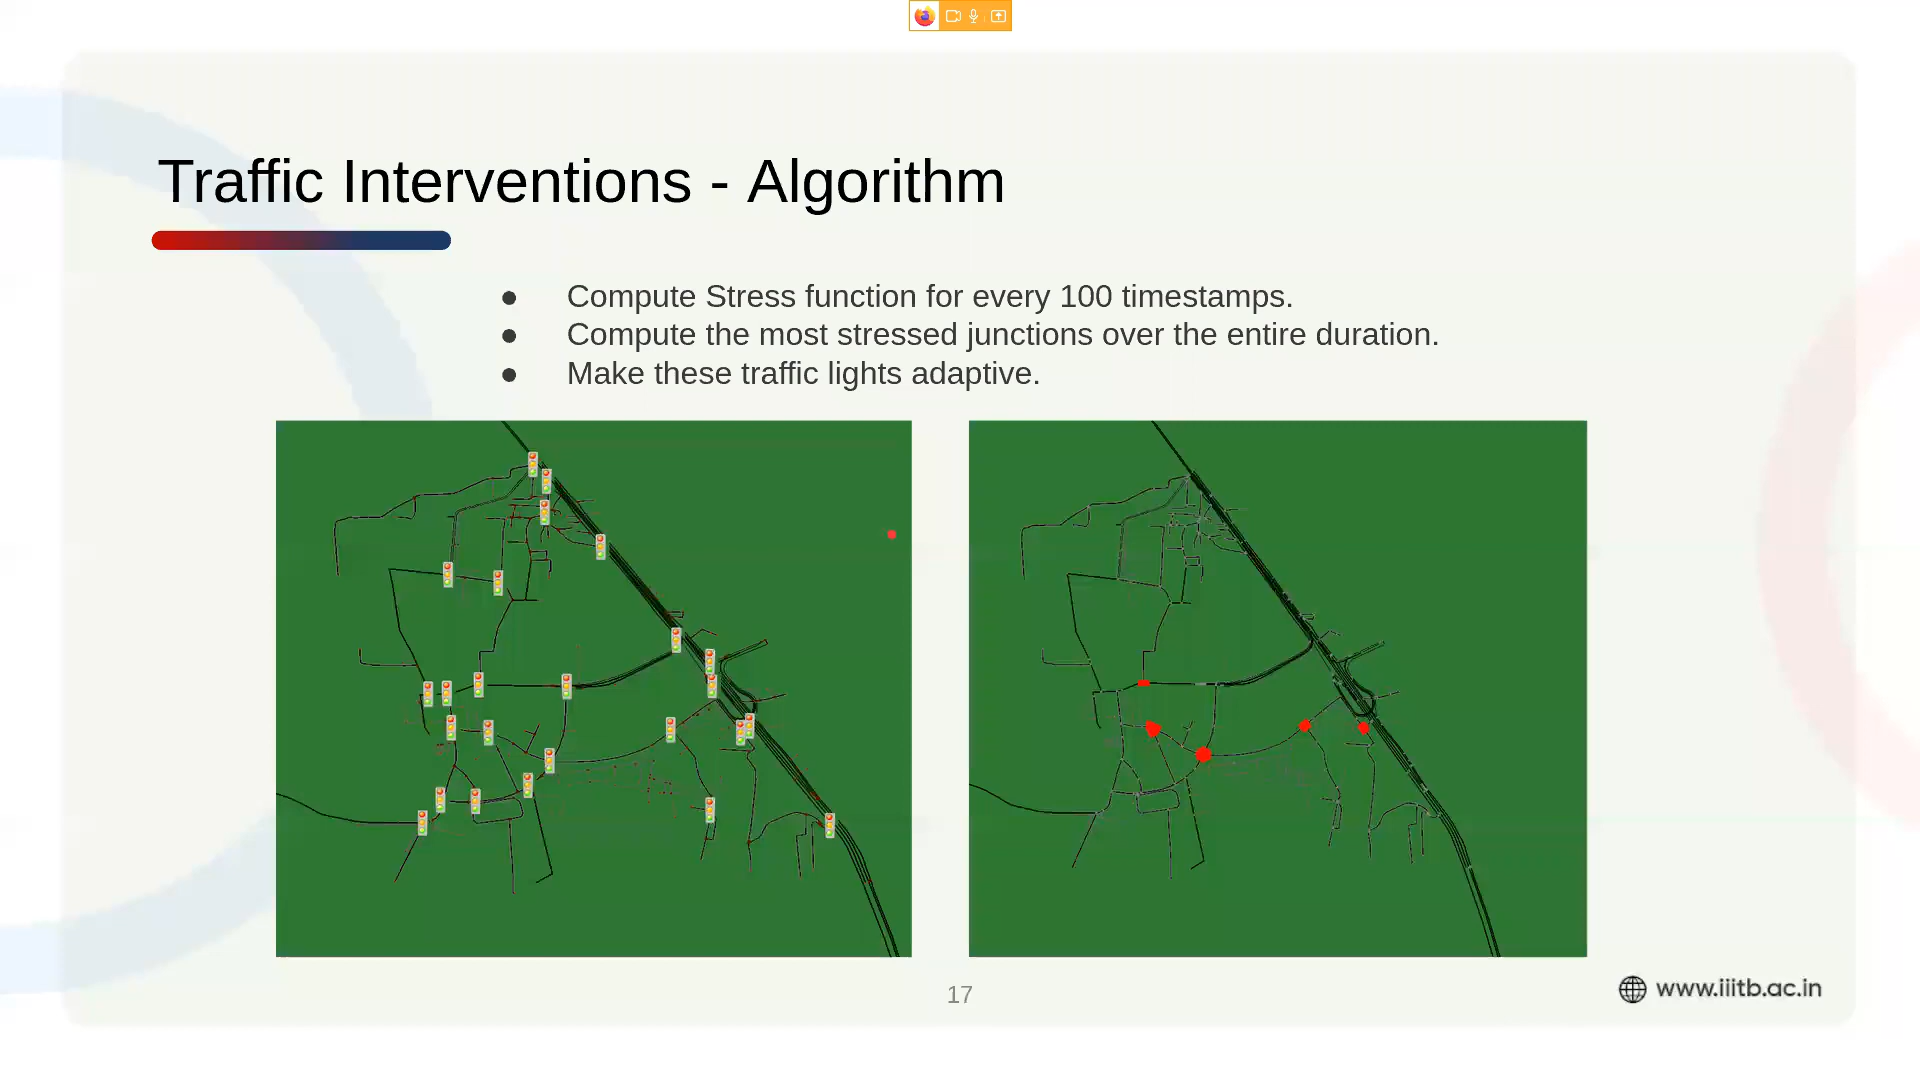 Traffic Interventions - Algorithm
● Compute Stress function for every 100 timestamps.
● Compute the most stressed junctions over the entire duration.
● Make these traffic lights adaptive.
17
www.iiitb.ac.in